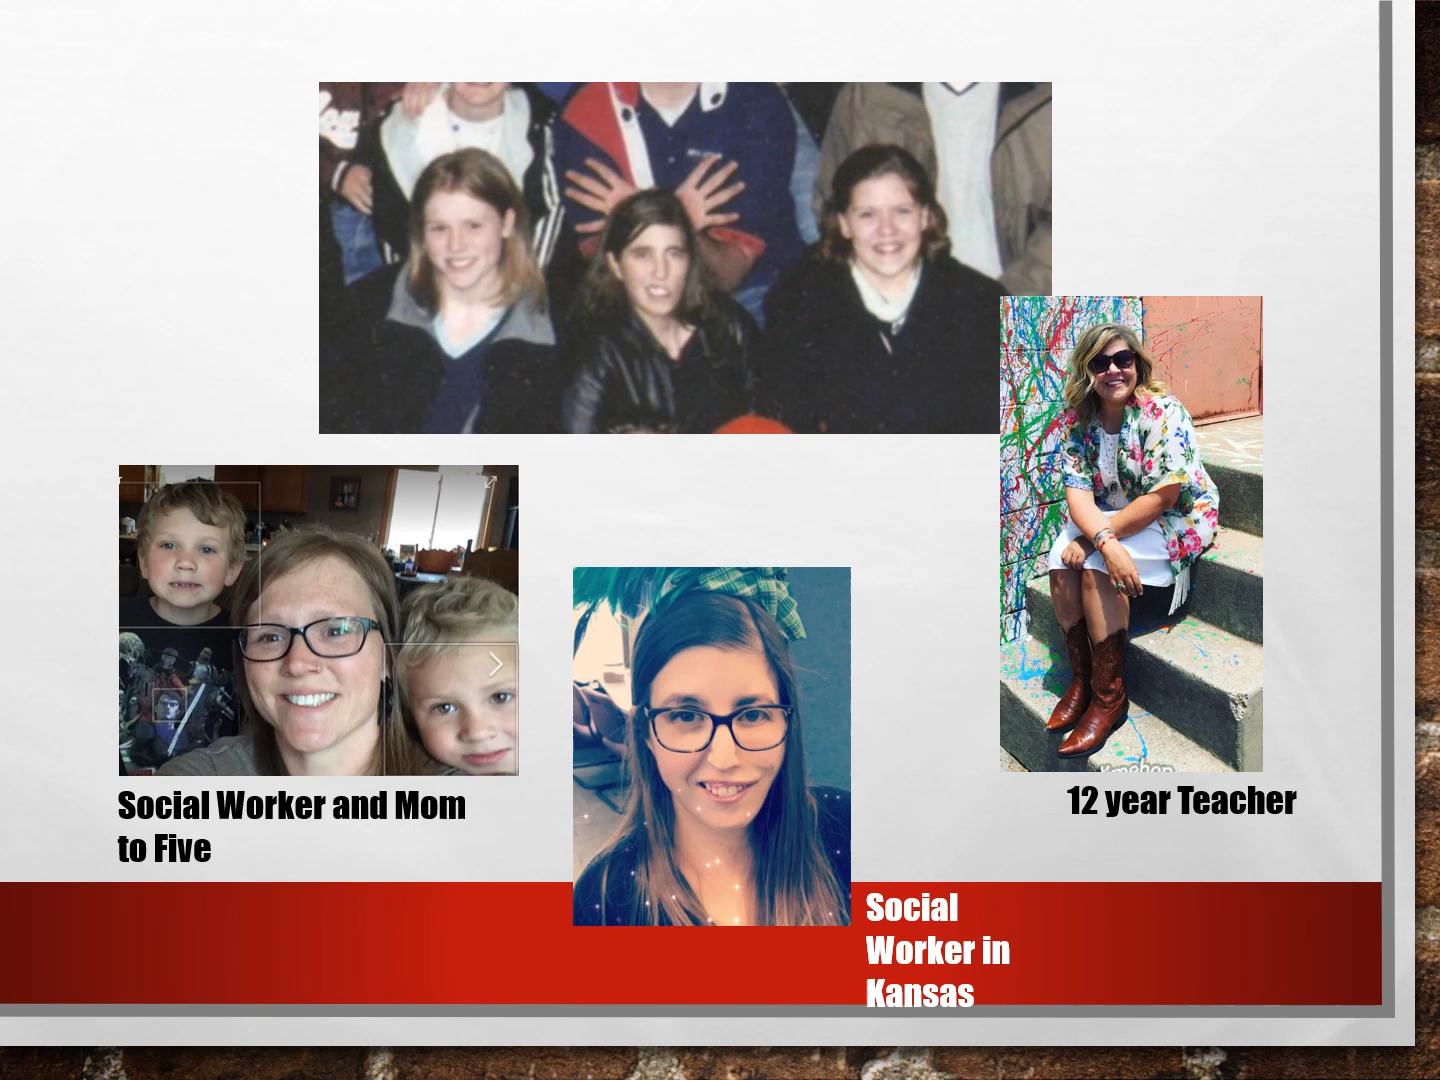 Social Worker and Mom
to Five
12 year Teacher
Social
Worker in
Kansas